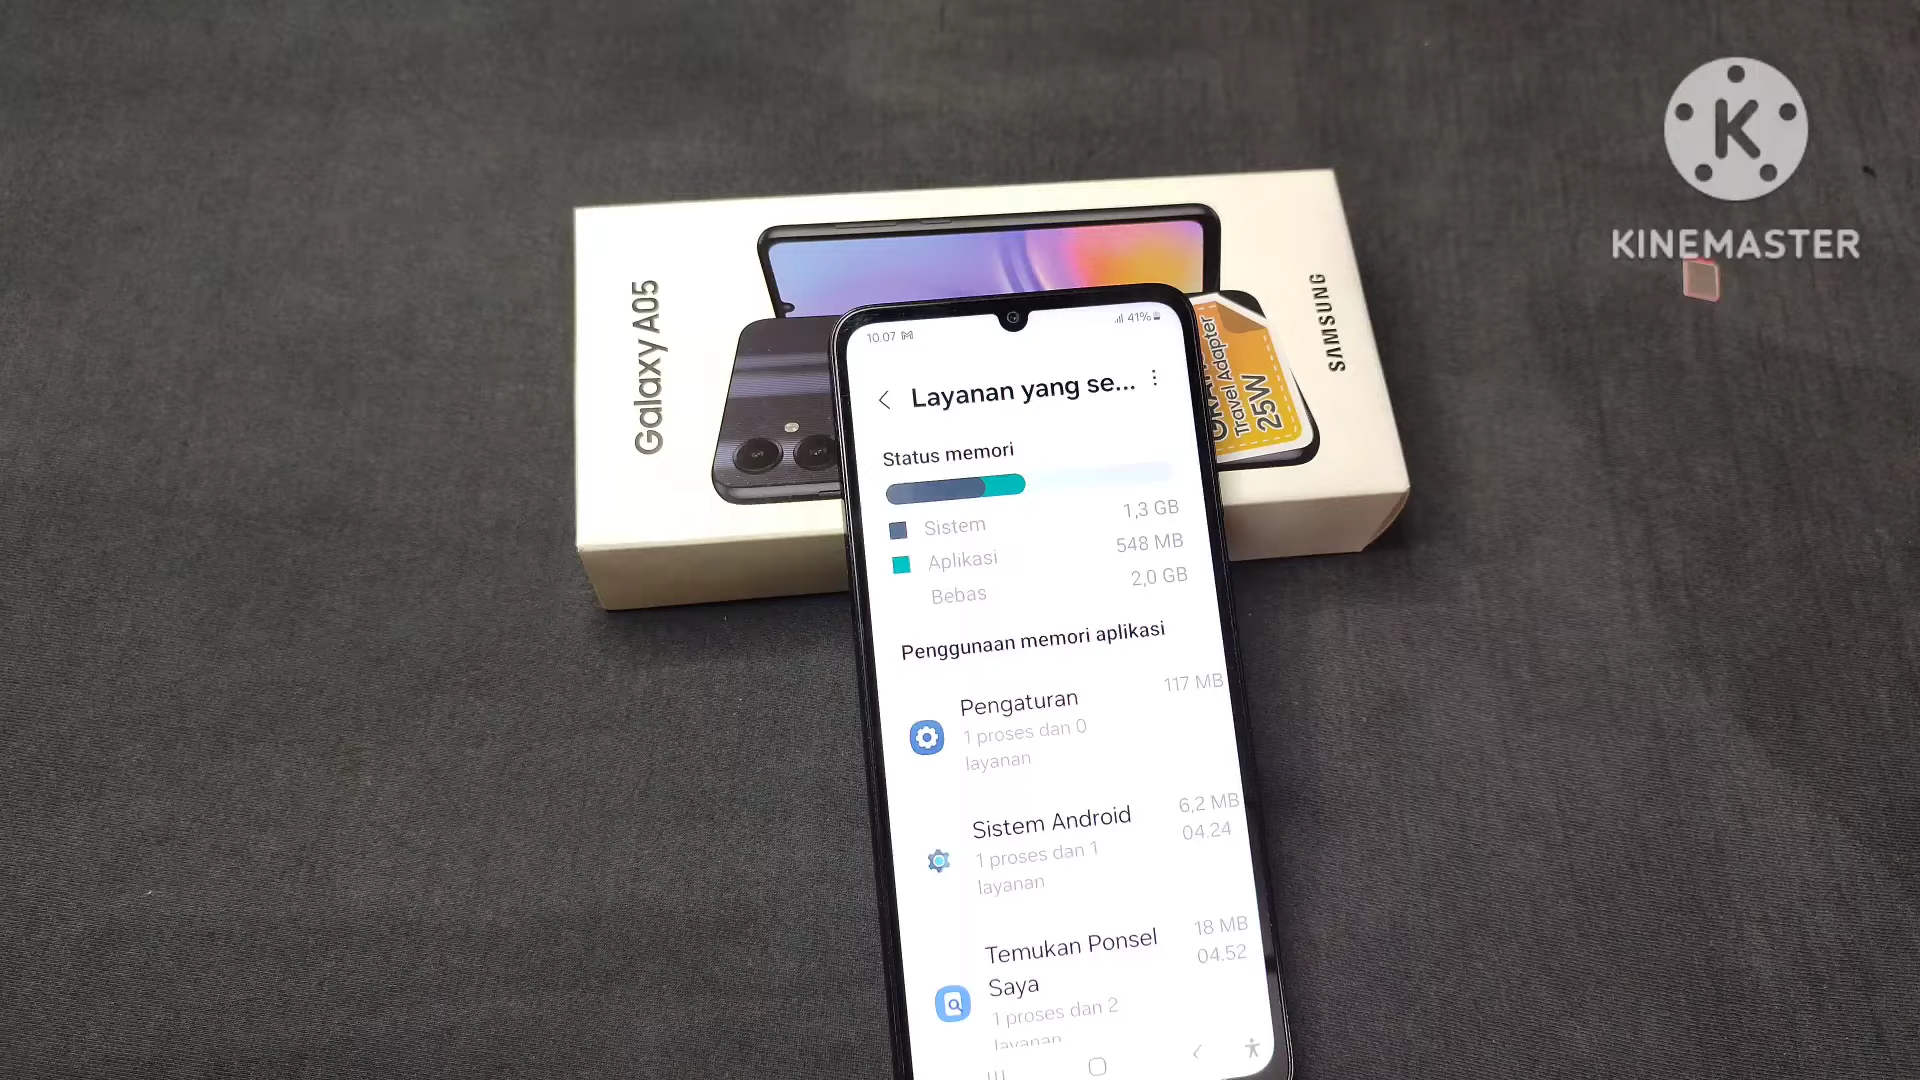 KINEMASTER
Galaxy A05
SAMSUNG
Travel Adapter
25W
10.07
41%
Layanan yang se...
Status memori
Sistem 1,3 GB
Aplikasi 548 MB
Bebas 2,0 GB
Penggunaan memori aplikasi
Pengaturan 117 MB
1 proses dan 0
layanan
Sistem Android 6,2 MB
1 proses dan 1 04.24
layanan
Temukan Ponsel 18 MB
Saya 04.52
1 proses dan 2
layanan